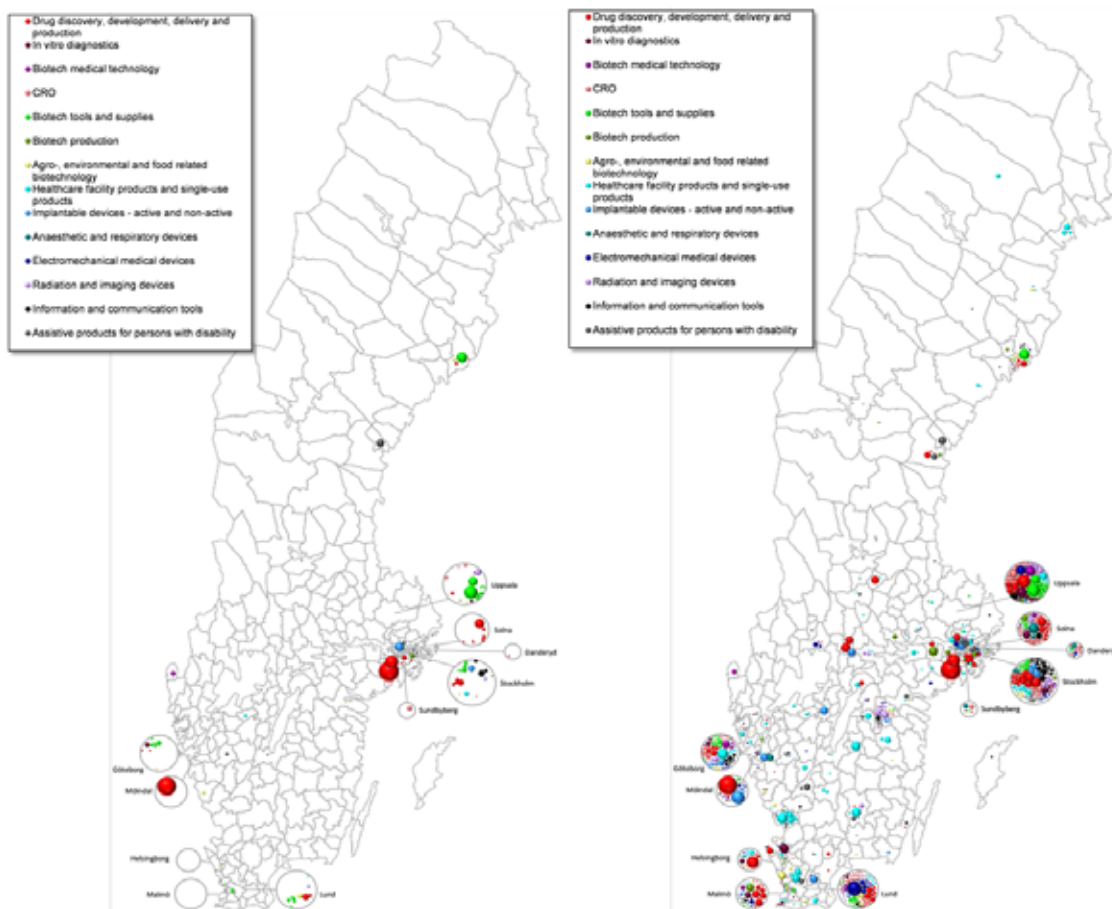 Drug discovery, development, delivery and
production
In vitro diagnostics
Biotech medical technology
CRO
Biotech tools and supplies
Biotech production
Agro-, environmental and food related
biotechnology
Healthcare facility products and single-use
products
Implantable devices - active and non-active
Anaesthetic and respiratory devices
Electromechanical medical devices
Radiation and imaging devices
Information and communication tools
Assistive products for persons with disability
Uppsala
Solna
Danderyd
Stockholm
Sundbyberg
Göteborg
Mölndal
Helsingborg
Malmö
Lund
Drug discovery, development, delivery and
production
In vitro diagnostics
Biotech medical technology
CRO
Biotech tools and supplies
Biotech production
Agro-, environmental and food related
biotechnology
Healthcare facility products and single-use
products
Implantable devices - active and non-active
Anaesthetic and respiratory devices
Electromechanical medical devices
Radiation and imaging devices
Information and communication tools
Assistive products for persons with disability
Uppsala
Solna
Danderyd
Stockholm
Sundbyberg
Göteborg
Mölndal
Helsingborg
Malmö
Lund